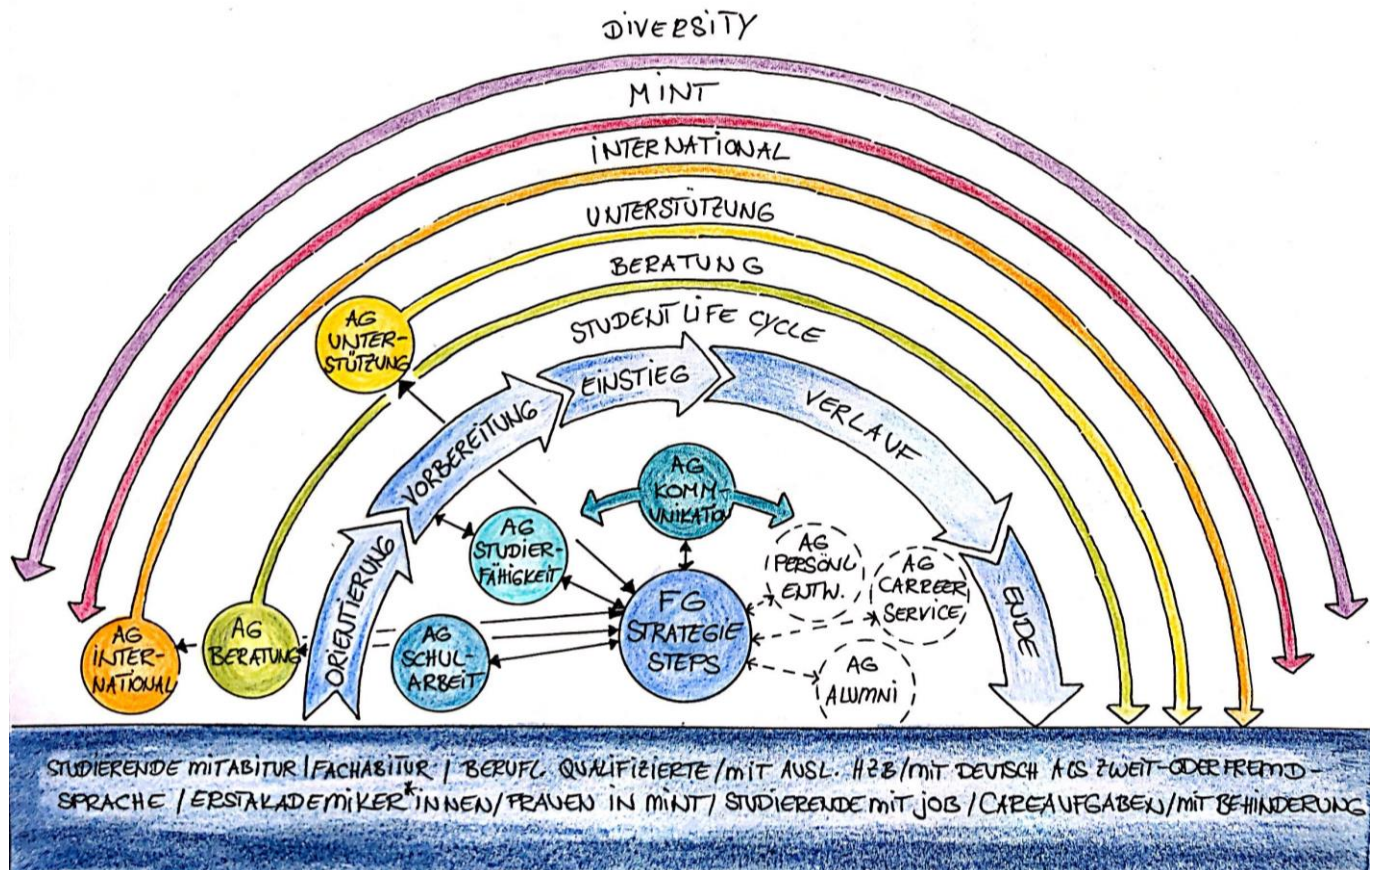 DIVERSITY
MINT
INTERNATIONAL
UNTERSTÜTZUNG
BERATUNG
STUDENT LIFE CYCLE
AG
UNTER-
STÜTZUNG
ORIENTIERUNG
VORBEREITUNG
EINSTIEG
VERLAUF
ENDE
AG
KOMM-
UNIKATION
AG
STUDIER-
FÄHIGKEIT
AG
PERSÖNL
ENTW.
AG
CARREER
SERVICE
AG
INTER-
NATIONAL
AG
BERATUNG
AG
SCHUL-
ARBEIT
FG
STRATEGIE
STEPS
AG
ALUMNI
STUDIERENDE MIT ABITUR / FACHABITUR / BERUFL. QUALIFIZIERTE / MIT AUSL. HZB / MIT DEUTSCH ALS ZWEIT- ODER FREMD-
SPRACHE / ERSTAKADEMIKER*INNEN / FRAUEN IN MINT / STUDIERENDE MIT JOB / CAREAUFGABEN / MIT BEHINDERUNG